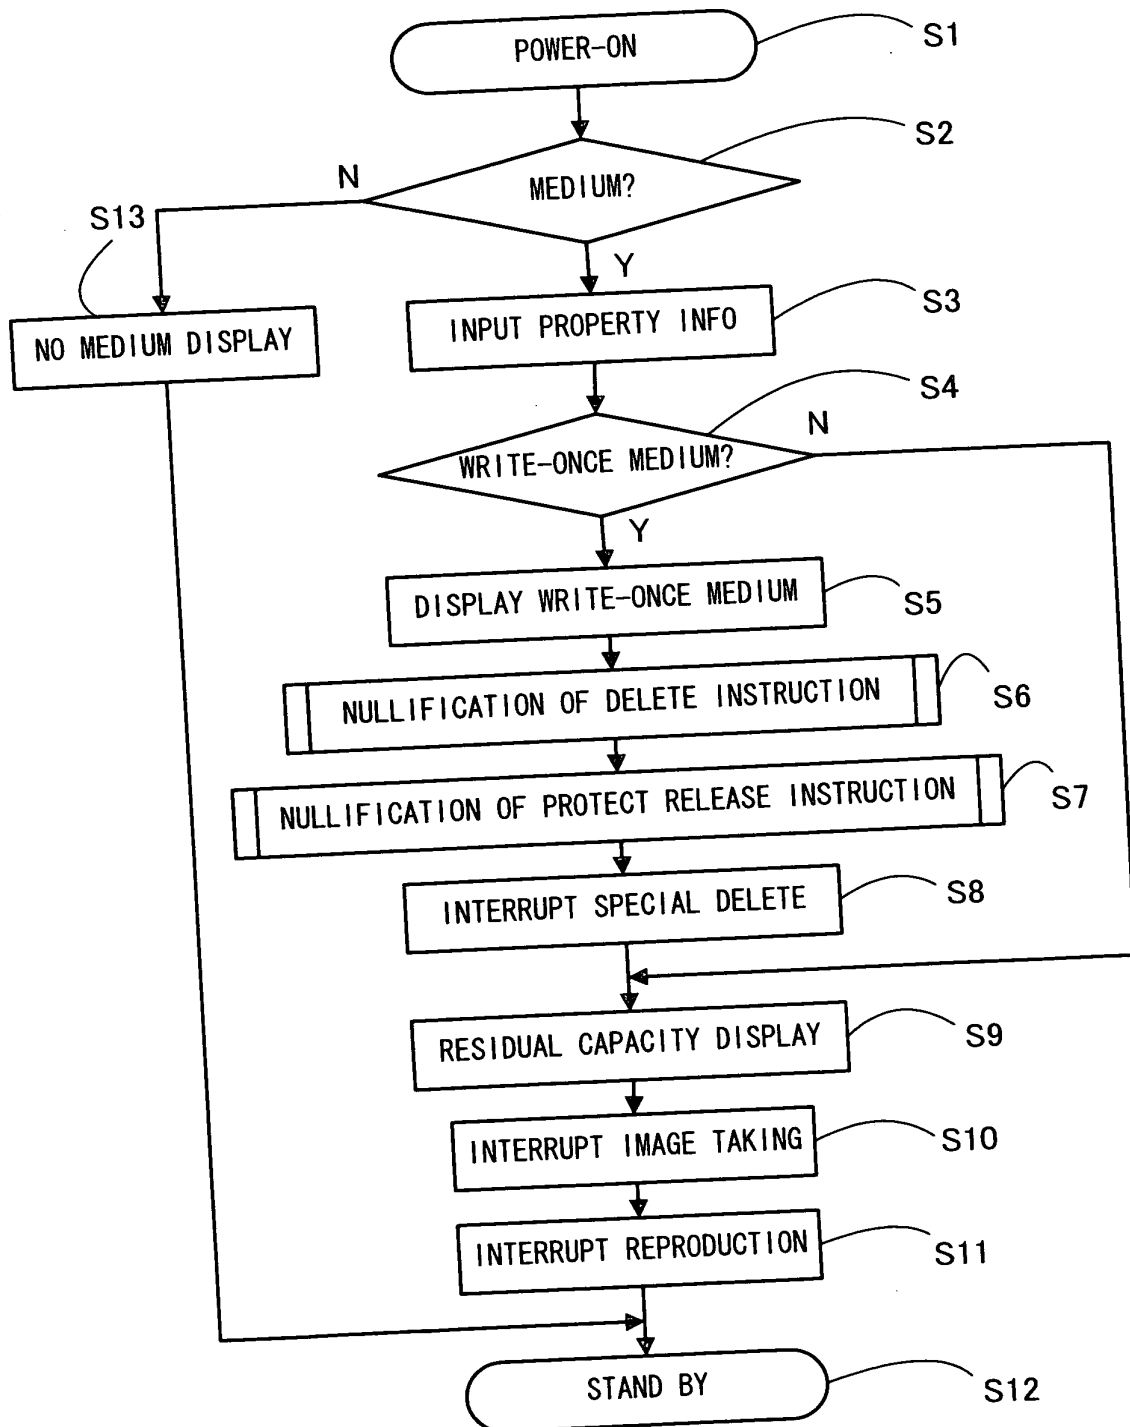 POWER-ON
S1
S2
MEDIUM?
N
S13
Y
S3
INPUT PROPERTY INFO
NO MEDIUM DISPLAY
S4
N
WRITE-ONCE MEDIUM?
Y
DISPLAY WRITE-ONCE MEDIUM
S5
NULLIFICATION OF DELETE INSTRUCTION
S6
NULLIFICATION OF PROTECT RELEASE INSTRUCTION
S7
INTERRUPT SPECIAL DELETE
S8
RESIDUAL CAPACITY DISPLAY
S9
INTERRUPT IMAGE TAKING
S10
INTERRUPT REPRODUCTION
S11
STAND BY
S12